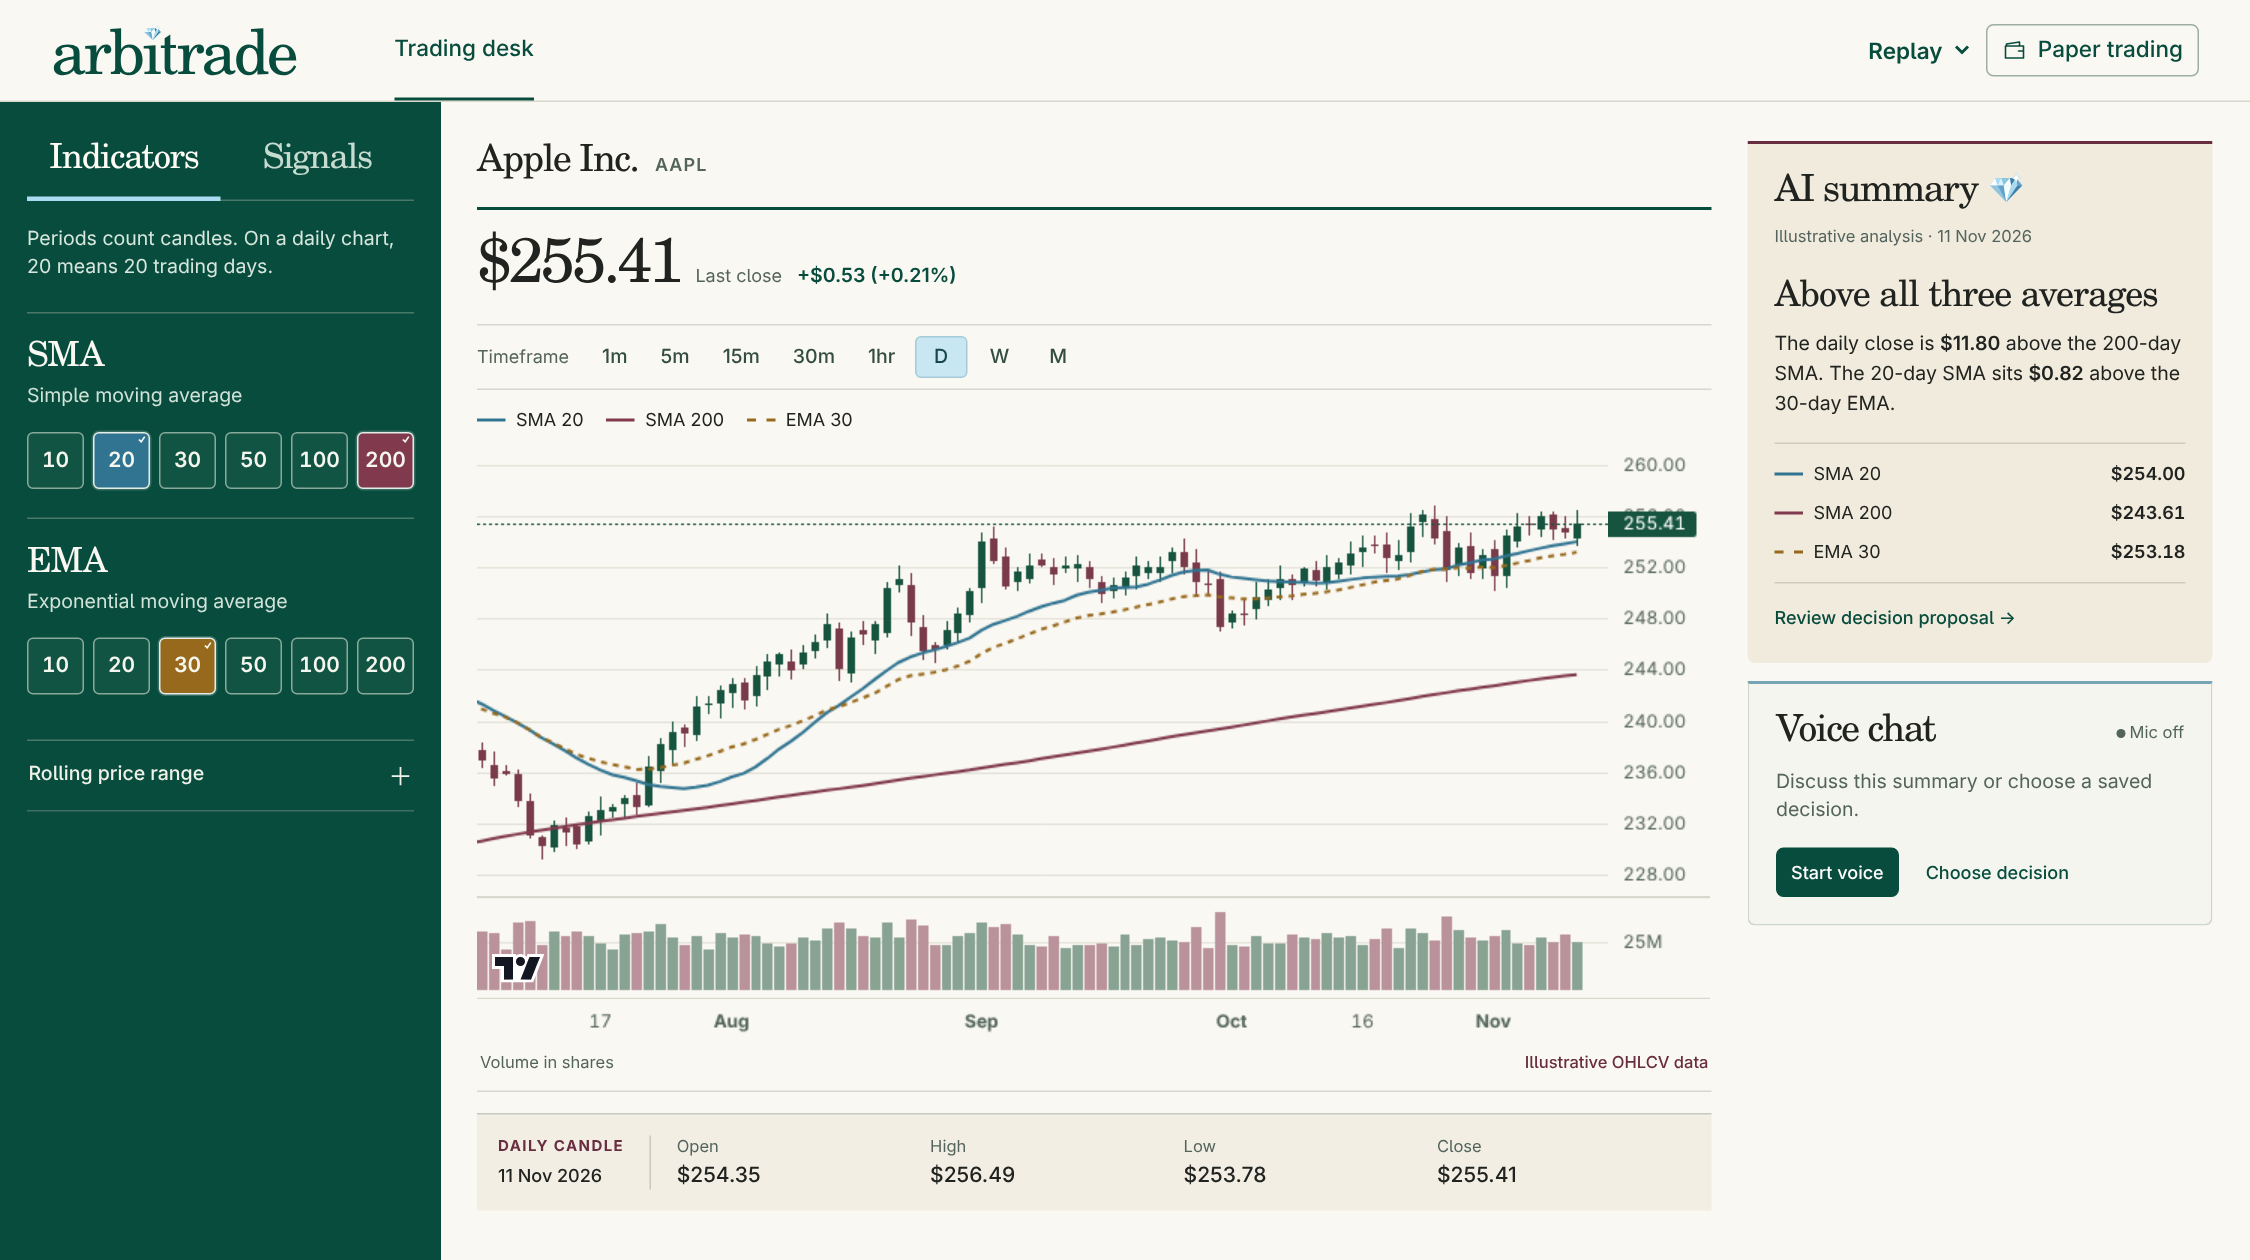 arbitrade
Trading desk
Replay
Paper trading
Indicators
Signals
Periods count candles. On a daily chart,
20 means 20 trading days.
SMA
Simple moving average
10 20 30 50 100 200
EMA
Exponential moving average
10 20 30 50 100 200
Rolling price range
Apple Inc. AAPL
$255.41 Last close +$0.53 (+0.21%)
Timeframe 1m 5m 15m 30m 1hr D W M
SMA 20 SMA 200 EMA 30
260.00
255.41
252.00
248.00
244.00
240.00
236.00
232.00
228.00
25M
17 Aug Sep Oct 16 Nov
Volume in shares
Illustrative OHLCV data
DAILY CANDLE
11 Nov 2026
Open
$254.35
High
$256.49
Low
$253.78
Close
$255.41
AI summary
Illustrative analysis · 11 Nov 2026
Above all three averages
The daily close is $11.80 above the 200-day
SMA. The 20-day SMA sits $0.82 above the
30-day EMA.
SMA 20 $254.00
SMA 200 $243.61
EMA 30 $253.18
Review decision proposal →
Voice chat
Mic off
Discuss this summary or choose a saved
decision.
Start voice
Choose decision